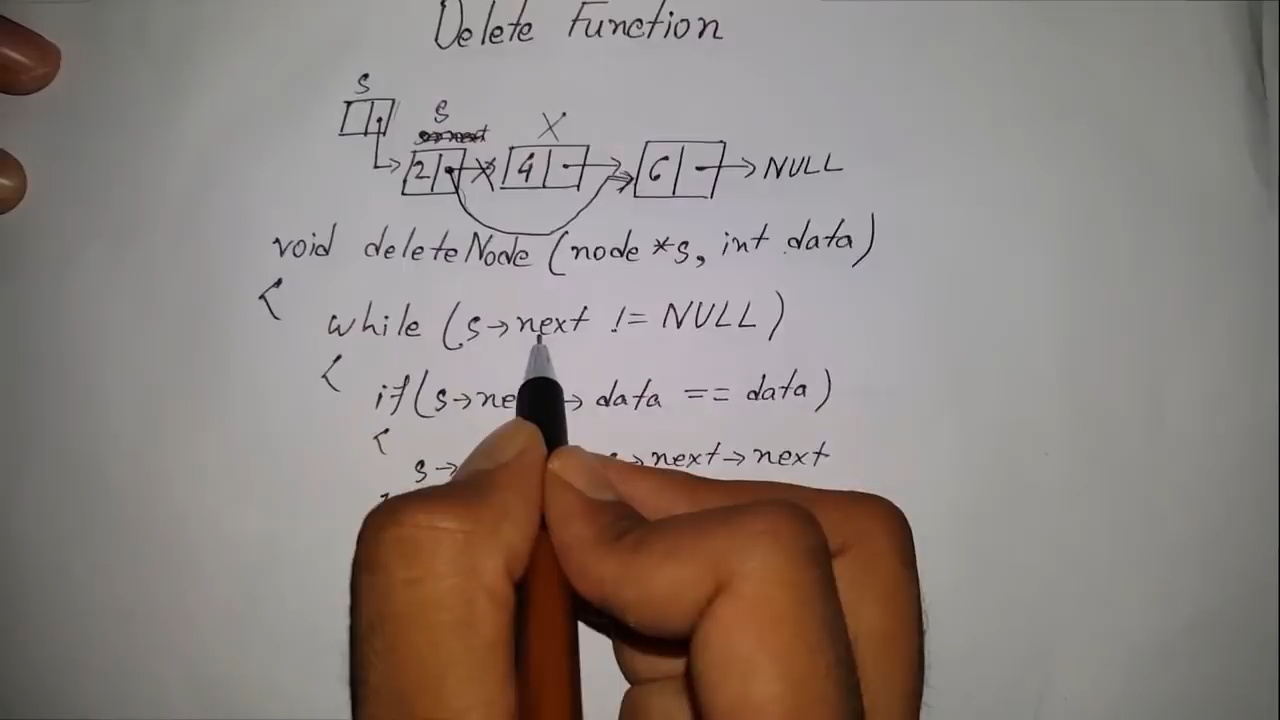 Delete Function
S
S X
2 4 6 NULL
void deleteNode (node *s, int data)
{ while (s→next != NULL)
{ if(s→ne → data == data)
{ s→ s→next→next